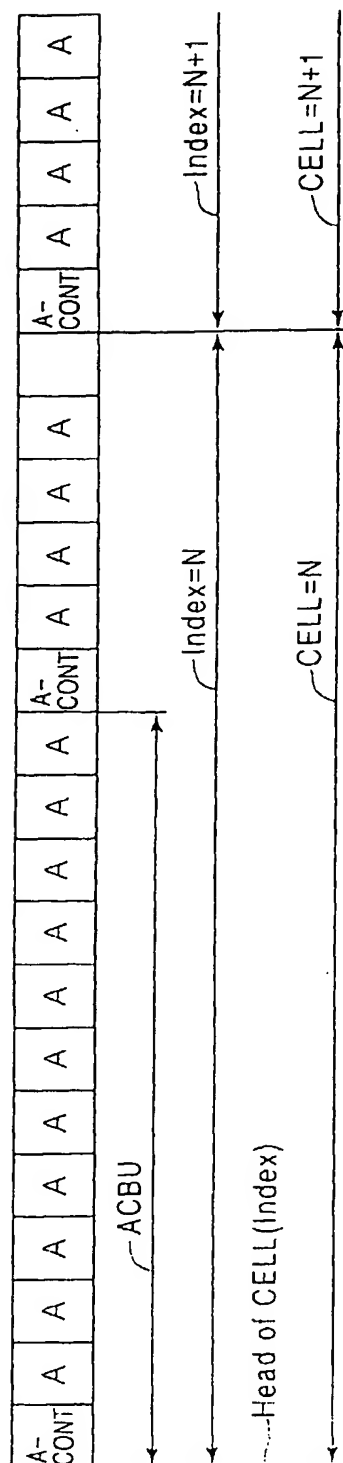 A-CONT A A A A A A A A A A A A-CONT A A A A A-CONT A A A A
ACBU
Index=N Index=N+1
Head of CELL(Index)
CELL=N CELL=N+1